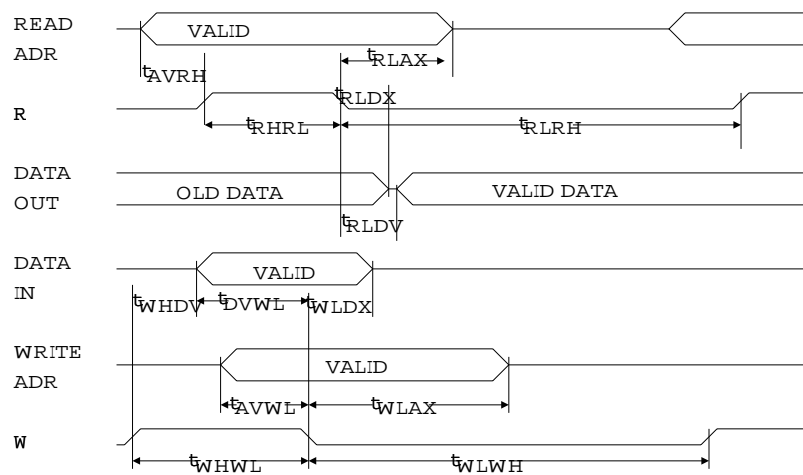 READ
ADR
VALID
tRLAX
tAVRH
R
tRLDX
tRHRL
tRLRH
DATA
OUT
OLD DATA
VALID DATA
tRLDV
DATA
IN
VALID
tWHDV
tDVWL
tWLDX
WRITE
ADR
VALID
tAVWL
tWLAX
W
tWHWL
tWLWH